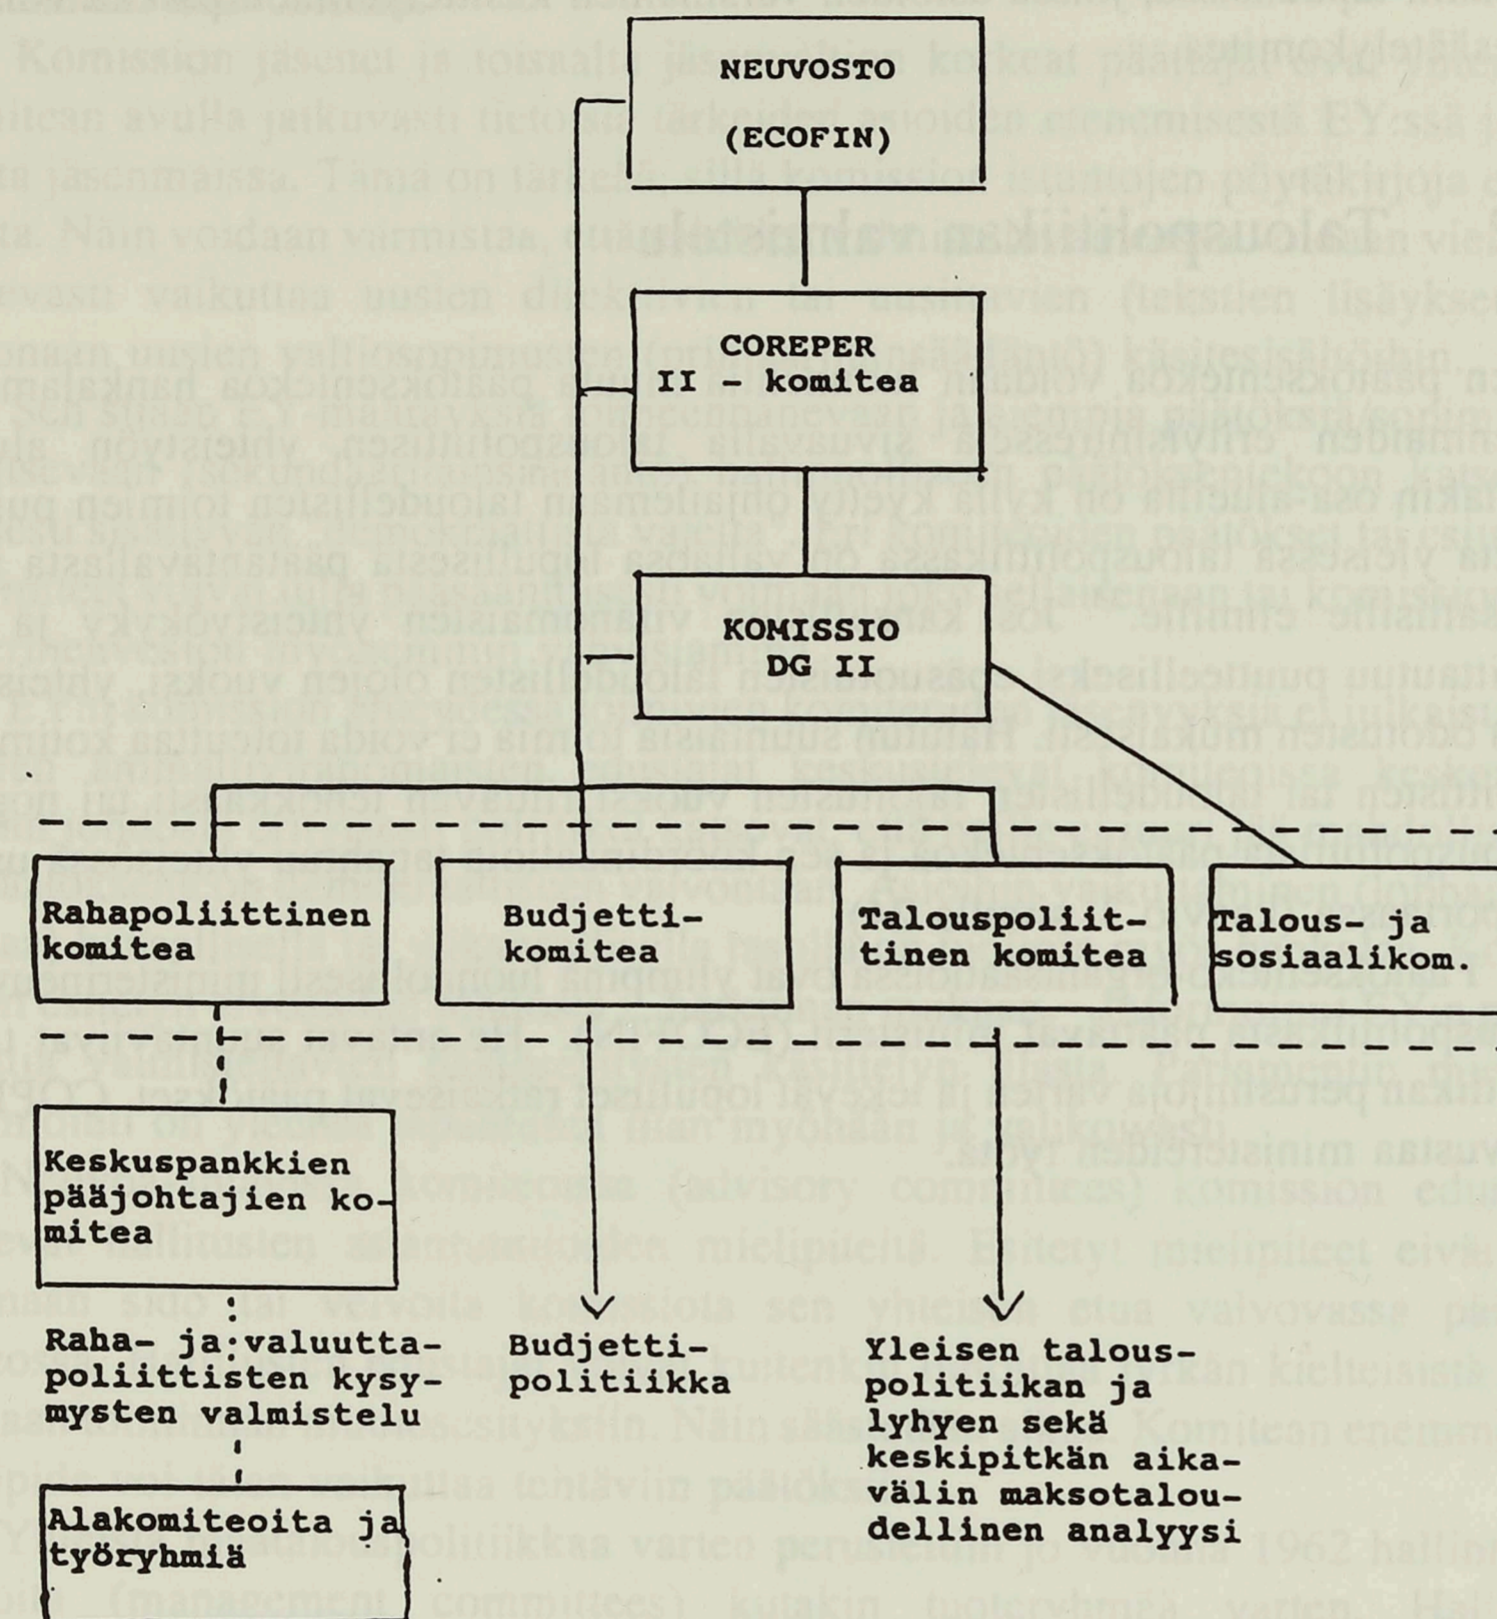 NEUVOSTO
(ECOFIN)
COREPER
II - komitea
KOMISSIO
DG II
Rahapoliittinen
komitea
Budjetti-
komitea
Talouspoliit-
tinen komitea
Talous- ja
sosiaalikom.
Keskuspankkien
pääjohtajien ko-
mitea
Raha- ja valuutta-
poliittisten kysy-
mysten valmistelu
Budjetti-
politiikka
Yleisen talous-
politiikan ja
lyhyen sekä
keskipitkän aika-
välin maksotalou-
dellinen analyysi
Alakomiteoita ja
työryhmiä